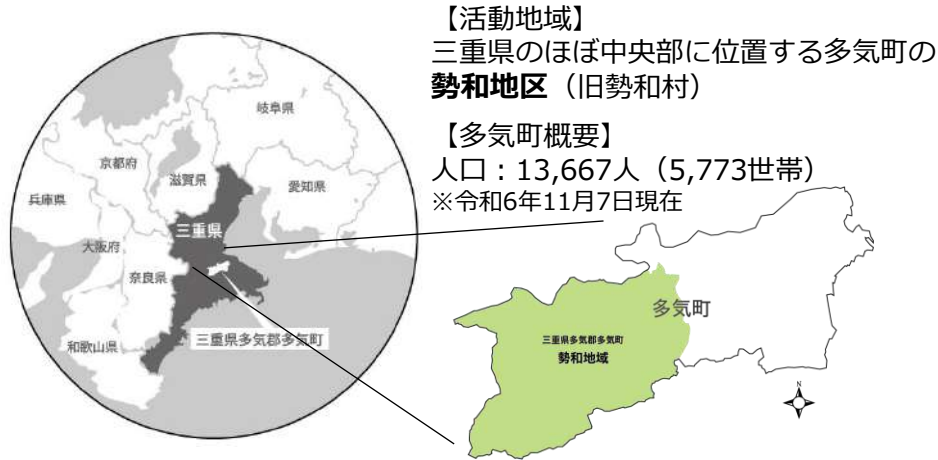 【活動地域】
三重県のほぼ中央部に位置する多気町の
勢和地区（旧勢和村）
【多気町概要】
人口：13,667人（5,773世帯）
※令和6年11月7日現在
岐阜県
京都府
滋賀県
愛知県
兵庫県
三重県
大阪府
奈良県
三重県多気郡多気町
和歌山県
多気町
三重県多気郡多気町
勢和地域
N